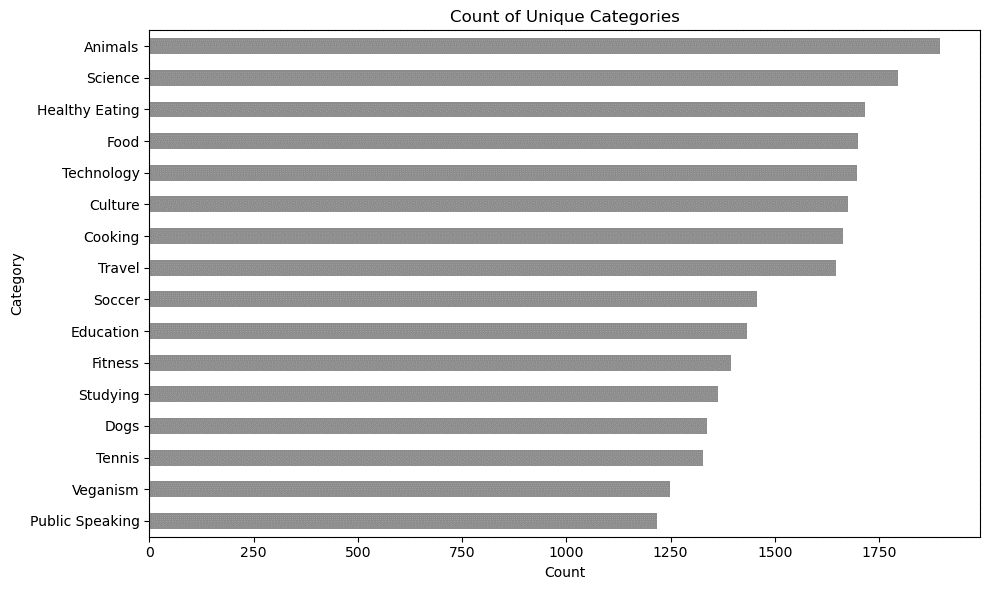 Count of Unique Categories
Animals
Science
Healthy Eating
Food
Technology
Culture
Cooking
Travel
Soccer
Education
Fitness
Studying
Dogs
Tennis
Veganism
Public Speaking
Category
0 250 500 750 1000 1250 1500 1750
Count